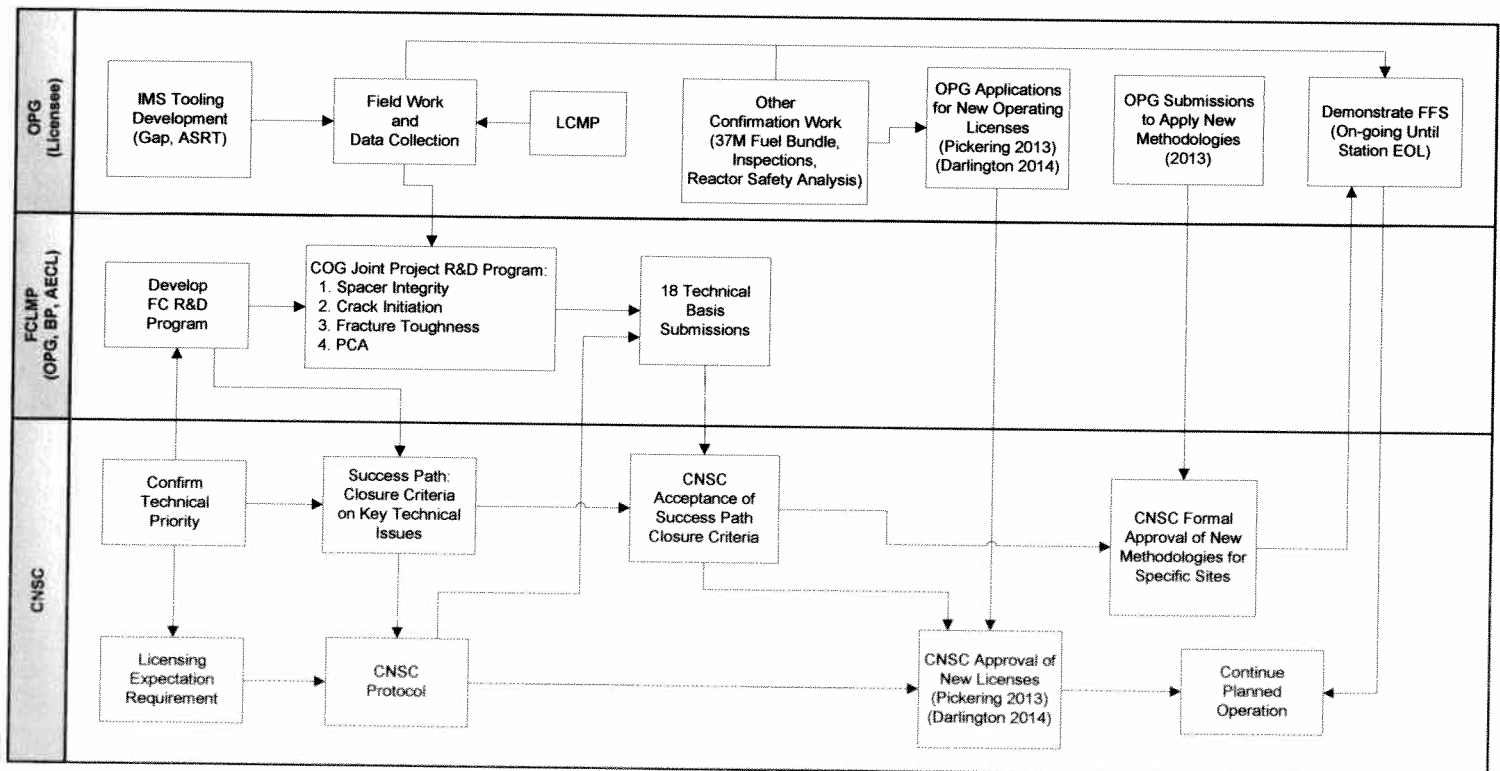 OPG
(Licensee)
IMS Tooling
Development
(Gap, ASRT)
Field Work
and
Data Collection
LCMP
Other
Confirmation Work
(37M Fuel Bundle,
Inspections,
Reactor Safety Analysis)
OPG Applications
for New Operating
Licenses
(Pickering 2013)
(Darlington 2014)
OPG Submissions
to Apply New
Methodologies
(2013)
Demonstrate FFS
(On-going Until
Station EOL)
FCLMP
(OPG, BP, AECL)
Develop
FC R&D
Program
COG Joint Project R&D Program:
1. Spacer Integrity
2. Crack Initiation
3. Fracture Toughness
4. PCA
18 Technical
Basis
Submissions
CNSC
Confirm
Technical
Priority
Success Path:
Closure Criteria
on Key Technical
Issues
CNSC
Acceptance of
Success Path
Closure Criteria
CNSC Formal
Approval of New
Methodologies for
Specific Sites
Licensing
Expectation
Requirement
CNSC
Protocol
CNSC Approval of
New Licenses
(Pickering 2013)
(Darlington 2014)
Continue
Planned
Operation